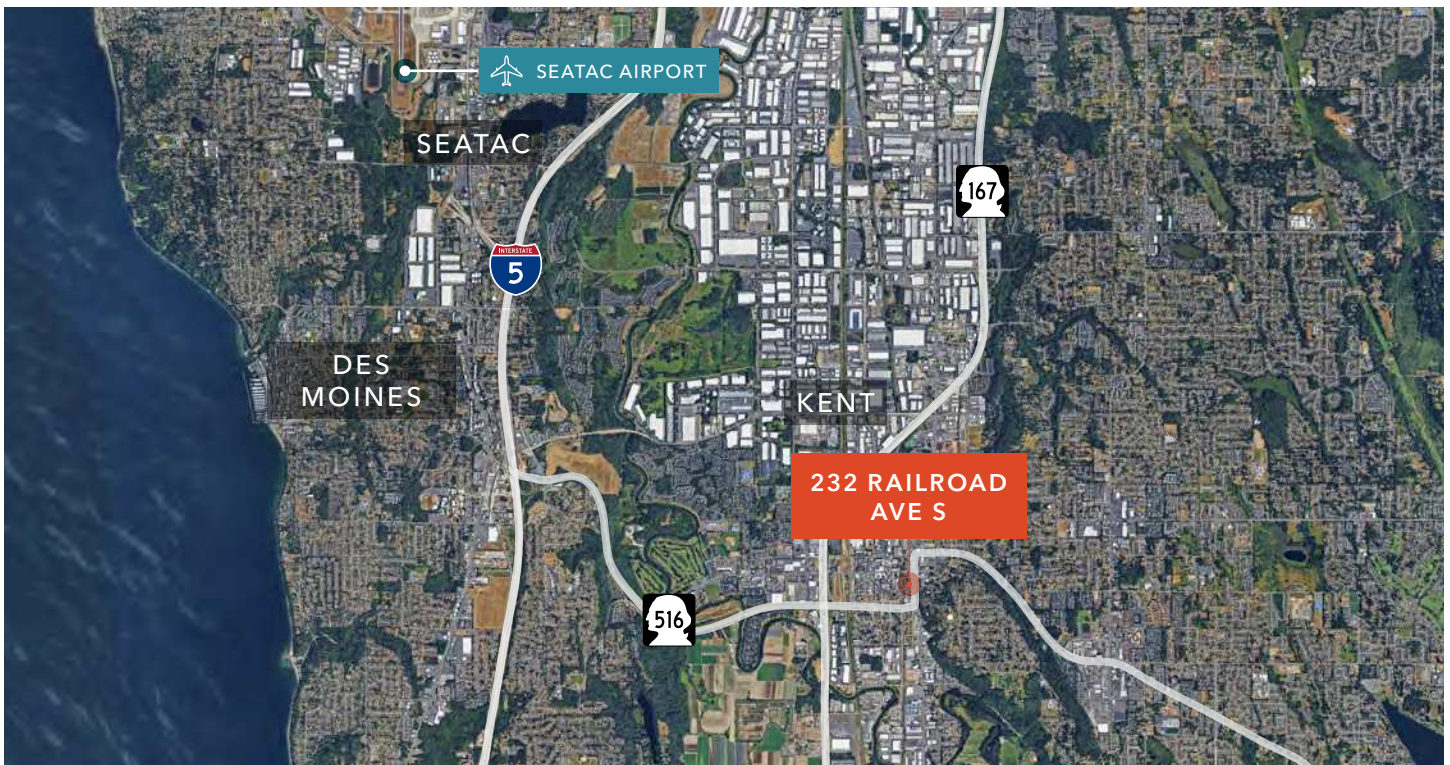 SEATAC AIRPORT
SEATAC
167
INTERSTATE
5
DES
MOINES
KENT
232 RAILROAD
AVE S
516